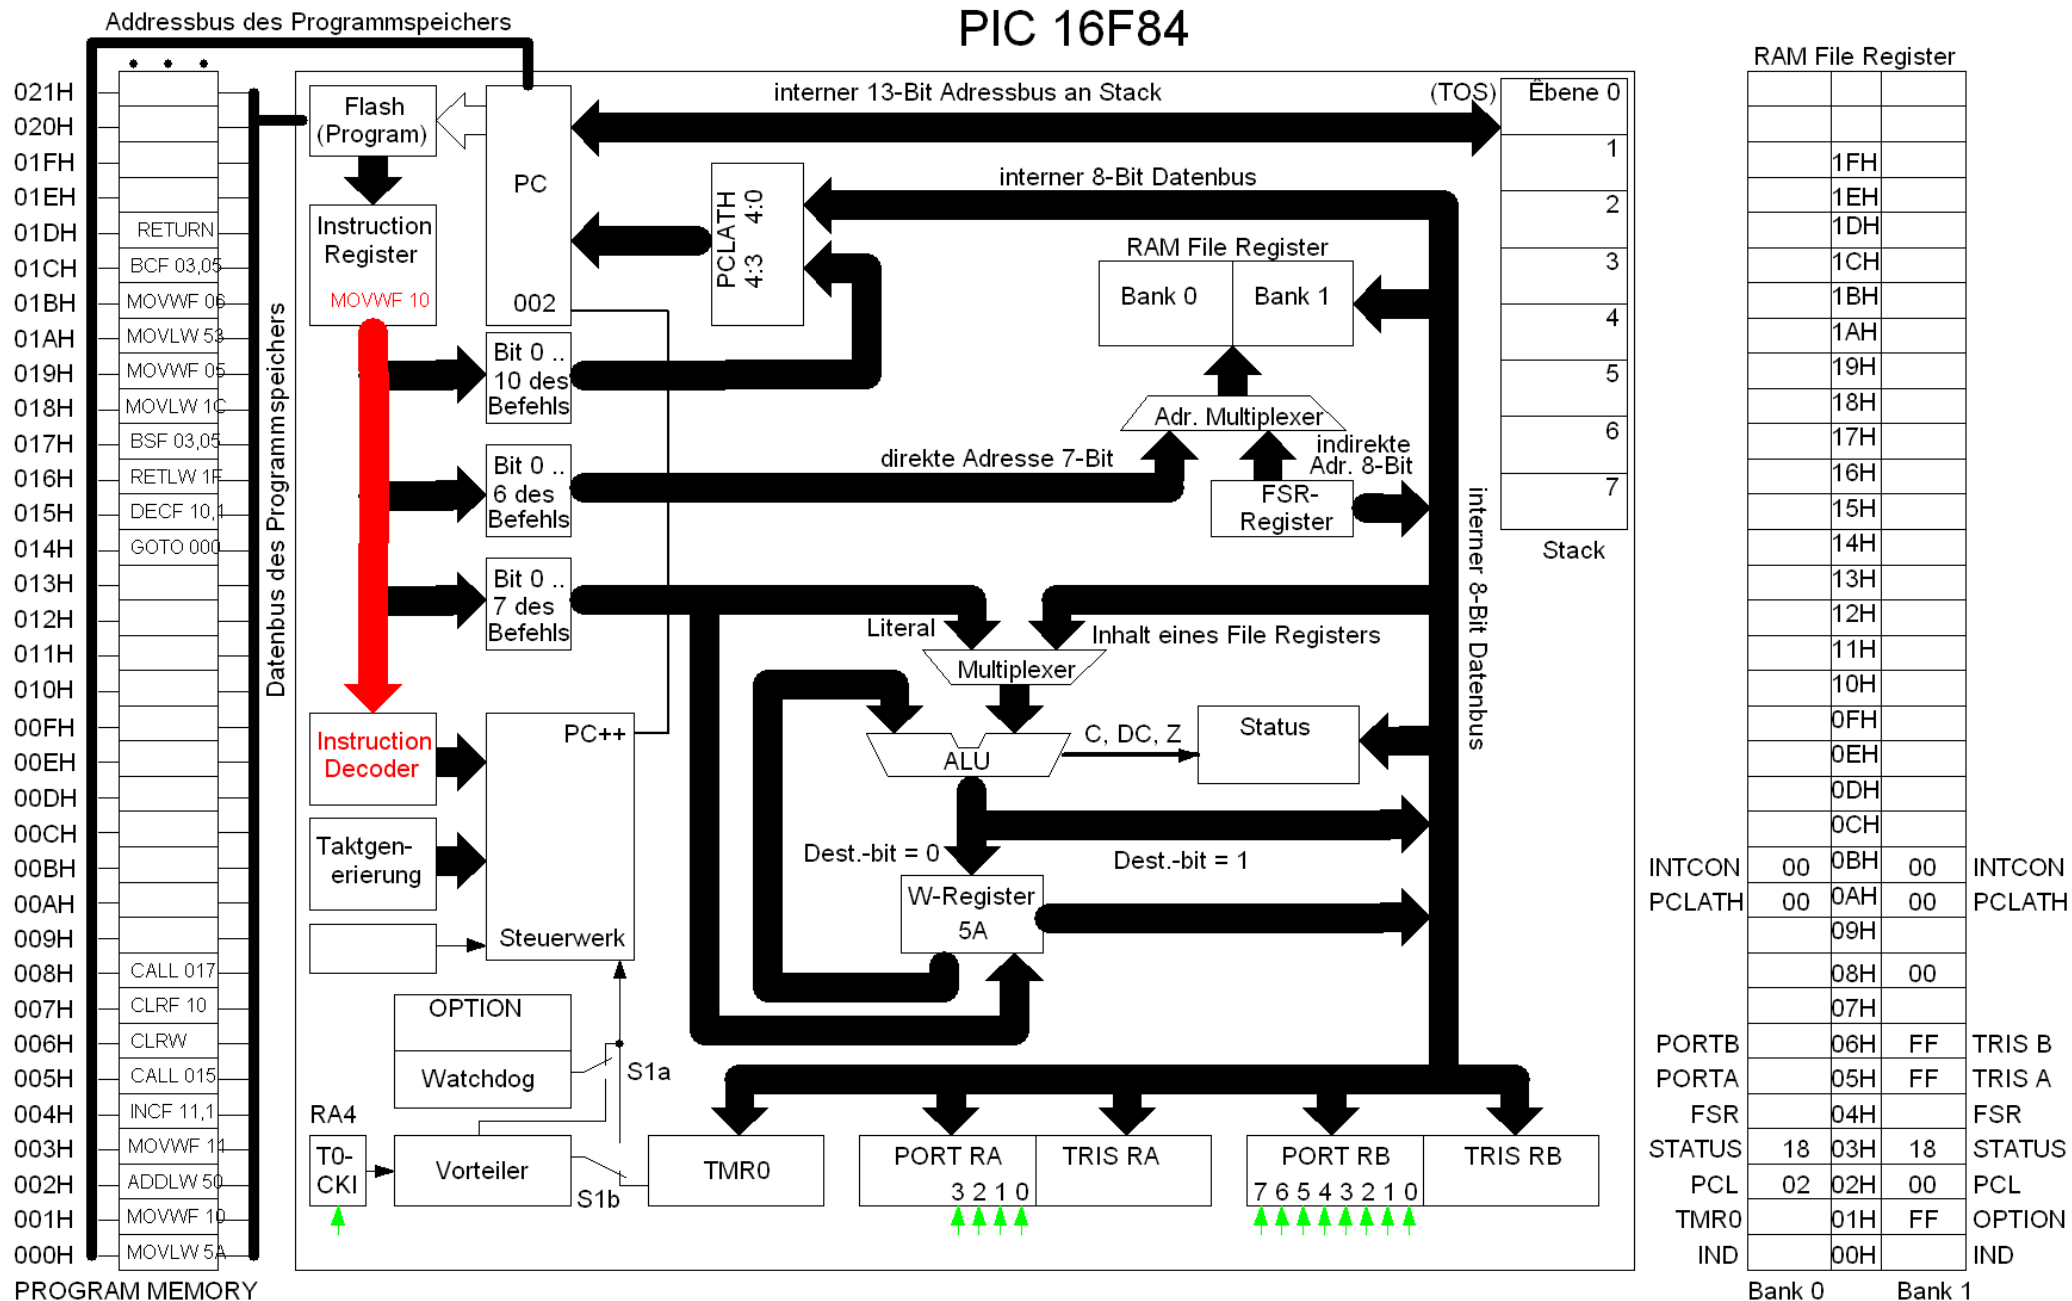 PIC 16F84
Addressbus des Programmspeichers
021H
020H
01FH
01EH
01DH RETURN
01CH BCF 03,05
01BH MOVWF 06
01AH MOVLW 53
019H MOVWF 05
018H MOVLW 1C
017H BSF 03,05
016H RETLW 1F
015H DECF 10,1
014H GOTO 000
013H
012H
011H
010H
00FH
00EH
00DH
00CH
00BH
00AH
009H
008H CALL 017
007H CLRF 10
006H CLRW
005H CALL 015
004H INCF 11,1
003H MOVWF 11
002H ADDLW 50
001H MOVWF 10
000H MOVLW 5A
PROGRAM MEMORY
Datenbus des Programmspeichers
Flash
(Program)
Instruction
Register
MOVWF 10
PC
002
interner 13-Bit Adressbus an Stack
(TOS)
Ebene 0
1
2
3
4
5
6
7
Stack
PCLATH
4:3 4:0
interner 8-Bit Datenbus
RAM File Register
Bank 0
Bank 1
Adr. Multiplexer
Bit 0 ..
10 des
Befehls
Bit 0 ..
6 des
Befehls
direkte Adresse 7-Bit
indirekte
Adr. 8-Bit
FSR-
Register
interner 8-Bit Datenbus
Bit 0 ..
7 des
Befehls
Literal
Inhalt eines File Registers
Multiplexer
ALU
C, DC, Z
Status
Dest.-bit = 0
Dest.-bit = 1
W-Register
5A
Instruction
Decoder
PC++
Taktgen-
erierung
Steuerwerk
OPTION
Watchdog
S1a
RA4
T0-
CKI
Vorteiler
S1b
TMR0
PORT RA
3 2 1 0
TRIS RA
PORT RB
7 6 5 4 3 2 1 0
TRIS RB
RAM File Register
1FH
1EH
1DH
1CH
1BH
1AH
19H
18H
17H
16H
15H
14H
13H
12H
11H
10H
0FH
0EH
0DH
0CH
INTCON 00 0BH 00 INTCON
PCLATH 00 0AH 00 PCLATH
09H
08H 00
07H
PORTB 06H FF TRIS B
PORTA 05H FF TRIS A
FSR 04H FSR
STATUS 18 03H 18 STATUS
PCL 02 02H 00 PCL
TMR0 01H FF OPTION
IND 00H IND
Bank 0 Bank 1